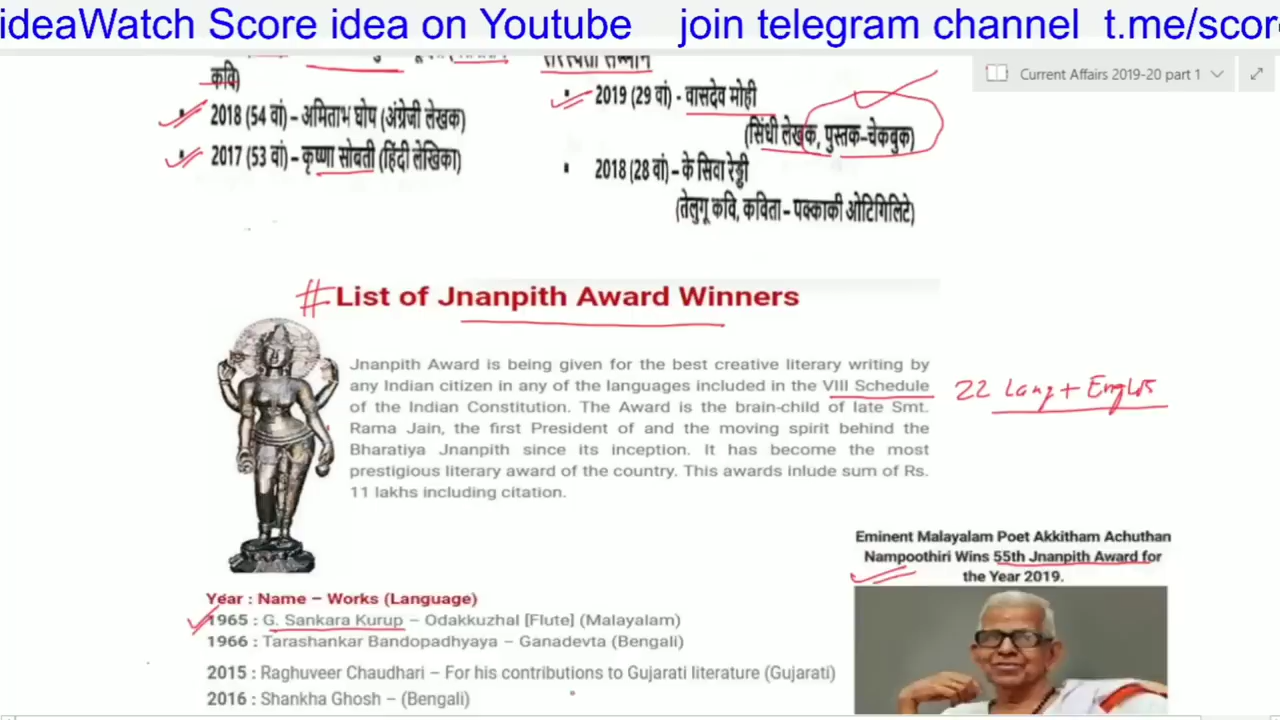 ideaWatch Score idea on Youtube join telegram channel t.me/scor
Current Affairs 2019-20 part 1
कवि)
2018 (54 वां) – अमिताभ घोष (अंग्रेजी लेखक)
2017 (53 वां) – कृष्णा सोबती (हिंदी लेखिका)
सरस्वती सम्मान
2019 (29 वां) - वासदेव मोही
(सिंधी लेखक, पुस्तक–चेकबुक)
2018 (28 वां) – के सिवा रेड्डी
(तेलुगू कवि, कविता – पक्काकी ओटिगिलिटे)
# List of Jnanpith Award Winners
Jnanpith Award is being given for the best creative literary writing by
any Indian citizen in any of the languages included in the VIII Schedule
of the Indian Constitution. The Award is the brain-child of late Smt.
Rama Jain, the first President of and the moving spirit behind the
Bharatiya Jnanpith since its inception. It has become the most
prestigious literary award of the country. This awards inlude sum of Rs.
11 lakhs including citation.
22 Lang + English
Eminent Malayalam Poet Akkitham Achuthan
Nampoothiri Wins 55th Jnanpith Award for
the Year 2019.
Year : Name – Works (Language)
1965 : G. Sankara Kurup – Odakkuzhal [Flute] (Malayalam)
1966 : Tarashankar Bandopadhyaya – Ganadevta (Bengali)
2015 : Raghuveer Chaudhari – For his contributions to Gujarati literature (Gujarati)
2016 : Shankha Ghosh – (Bengali)